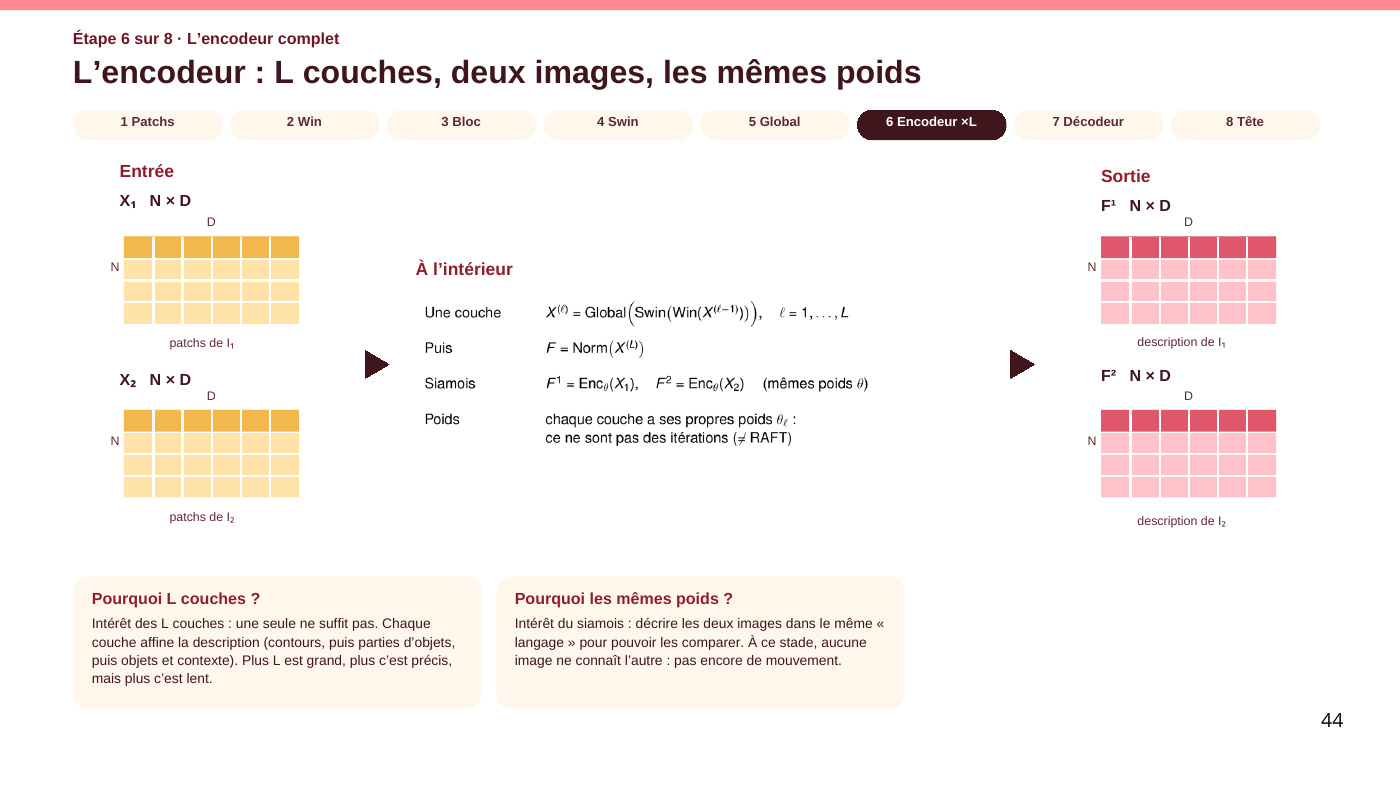 Étape 6 sur 8 · L’encodeur complet
L’encodeur : L couches, deux images, les mêmes poids
1 Patchs
2 Win
3 Bloc
4 Swin
5 Global
6 Encodeur ×L
7 Décodeur
8 Tête
Entrée
X₁ N × D
D
N
patchs de I₁
X₂ N × D
D
N
patchs de I₂
À l’intérieur
Une couche X^(ℓ) = Global(Swin(Win(X^(ℓ−1)))), ℓ = 1, . . . , L
Puis F = Norm(X^(L))
Siamois F¹ = Enc_θ(X₁), F² = Enc_θ(X₂) (mêmes poids θ)
Poids chaque couche a ses propres poids θ_ℓ :
ce ne sont pas des itérations (≠ RAFT)
Sortie
F¹ N × D
D
N
description de I₁
F² N × D
D
N
description de I₂
Pourquoi L couches ?
Intérêt des L couches : une seule ne suffit pas. Chaque
couche affine la description (contours, puis parties d’objets,
puis objets et contexte). Plus L est grand, plus c’est précis,
mais plus c’est lent.
Pourquoi les mêmes poids ?
Intérêt du siamois : décrire les deux images dans le même «
langage » pour pouvoir les comparer. À ce stade, aucune
image ne connaît l’autre : pas encore de mouvement.
44